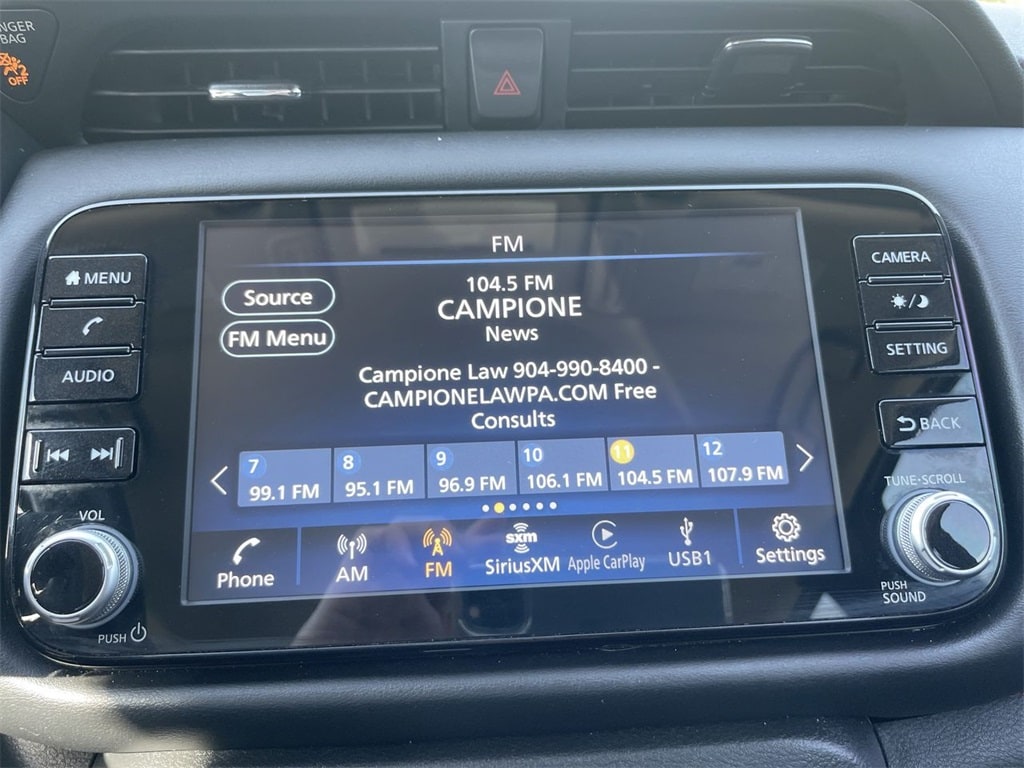 NGER
BAG
2
OFF
FM
104.5 FM
CAMPIONE
News
Source
FM Menu
Campione Law 904-990-8400 -
CAMPIONELAWPA.COM Free
Consults
7
99.1 FM
8
95.1 FM
9
96.9 FM
10
106.1 FM
11
104.5 FM
12
107.9 FM
Phone
AM
FM
sxm
SiriusXM
Apple CarPlay
USB1
Settings
MENU
AUDIO
VOL
PUSH
CAMERA
/
SETTING
BACK
TUNE·SCROLL
PUSH
SOUND